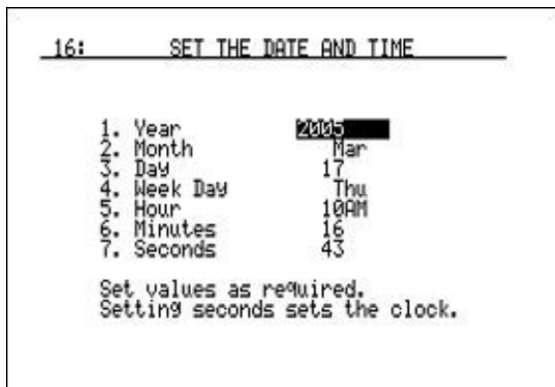 16: SET THE DATE AND TIME
1. Year 2005
2. Month Mar
3. Day 17
4. Week Day Thu
5. Hour 10AM
6. Minutes 16
7. Seconds 43
Set values as required.
Setting seconds sets the clock.